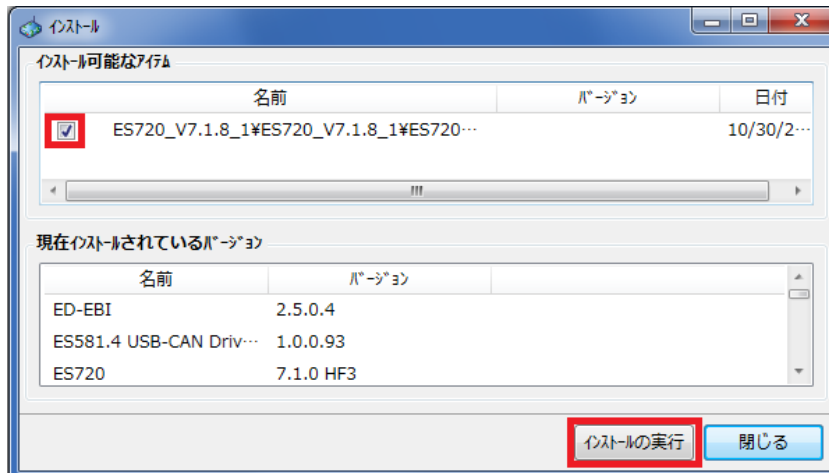 ｲﾝｽﾄｰﾙ
ｲﾝｽﾄｰﾙ可能なｱｲﾃﾑ
名前 ﾊﾞｰｼﾞｮﾝ 日付
ES720_V7.1.8_1¥ES720_V7.1.8_1¥ES720… 10/30/2…
現在ｲﾝｽﾄｰﾙされているﾊﾞｰｼﾞｮﾝ
名前 ﾊﾞｰｼﾞｮﾝ
ED-EBI 2.5.0.4
ES581.4 USB-CAN Driv… 1.0.0.93
ES720 7.1.0 HF3
ｲﾝｽﾄｰﾙの実行 閉じる